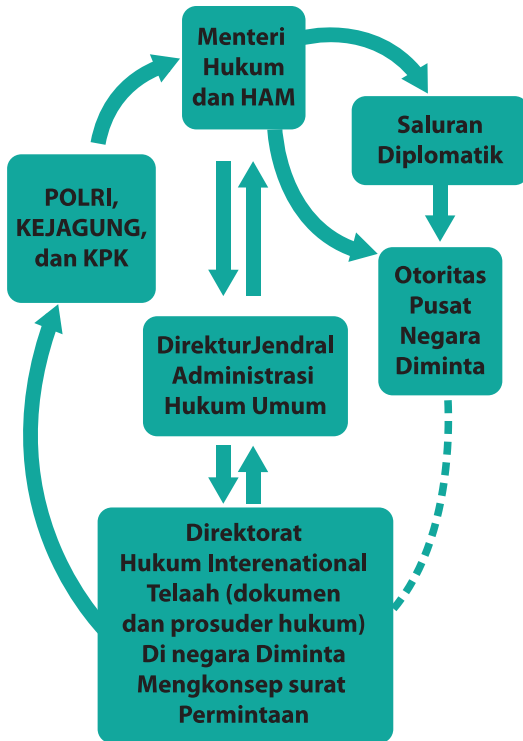 Menteri
Hukum
dan HAM
Saluran
Diplomatik
POLRI,
KEJAGUNG,
dan KPK
Otoritas
Pusat
Negara
Diminta
DirekturJendral
Administrasi
Hukum Umum
Direktorat
Hukum Interenational
Telaah (dokumen
dan prosuder hukum)
Di negara Diminta
Mengkonsep surat
Permintaan